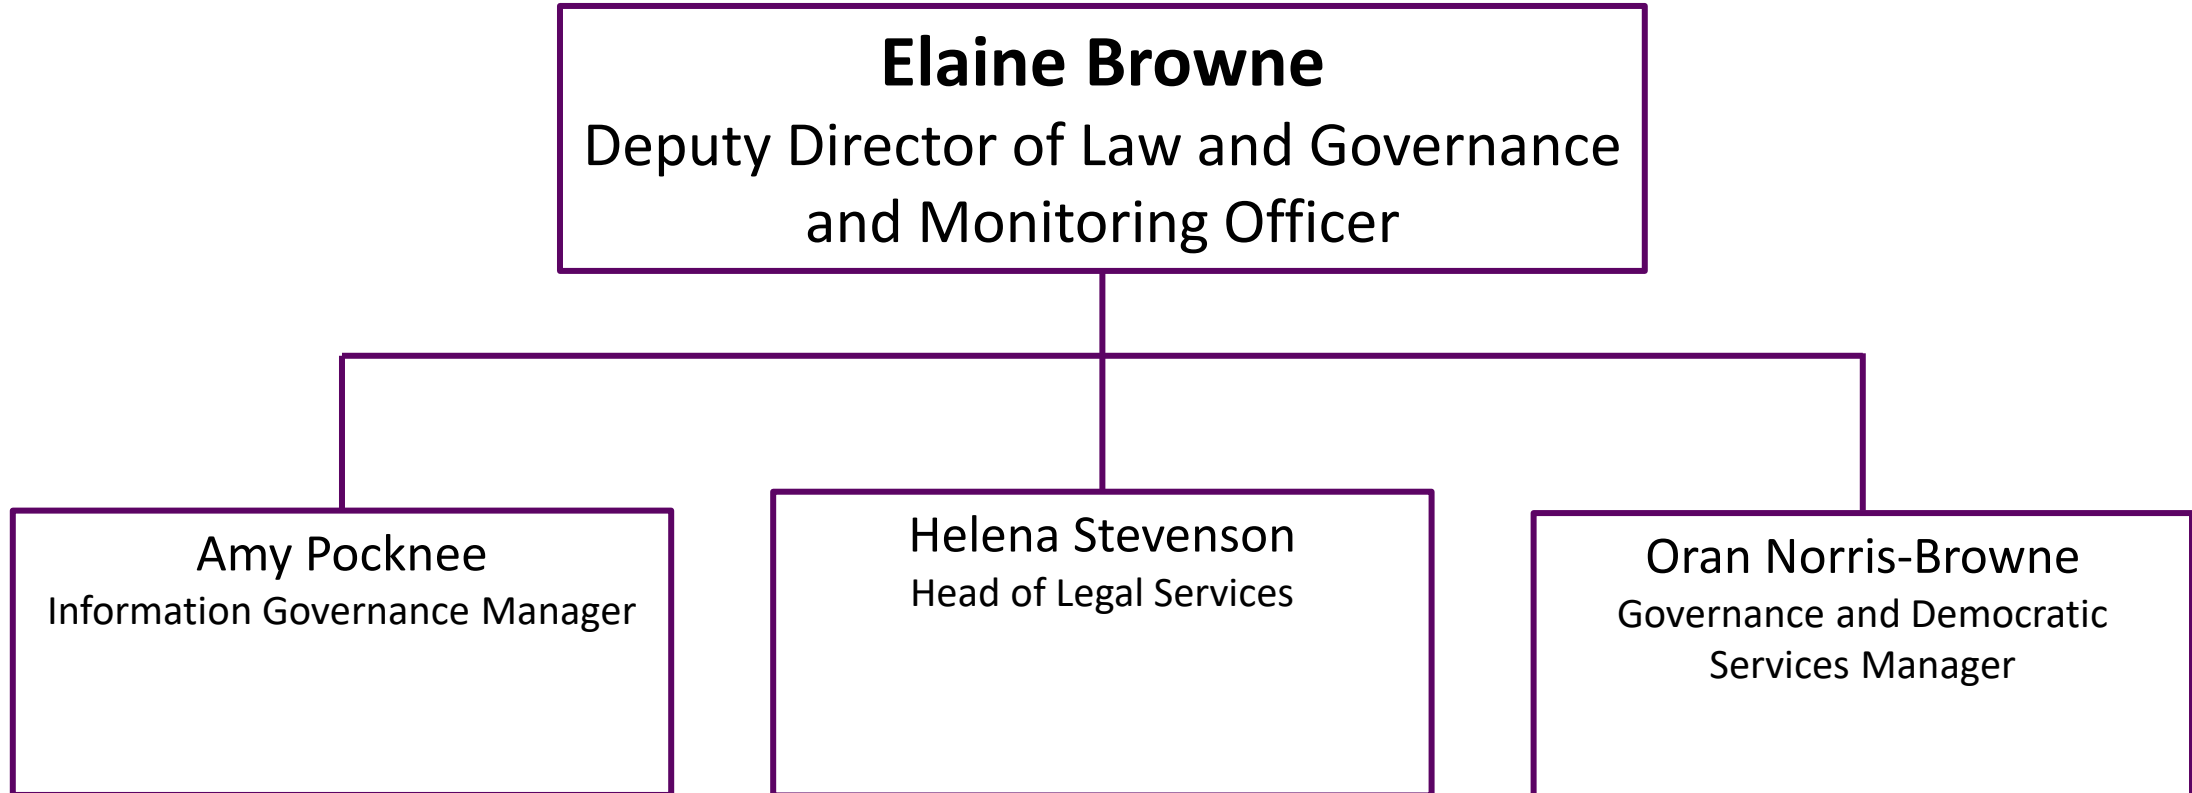 Elaine Browne
Deputy Director of Law and Governance
and Monitoring Officer
Amy Pocknee
Information Governance Manager
Helena Stevenson
Head of Legal Services
Oran Norris-Browne
Governance and Democratic
Services Manager